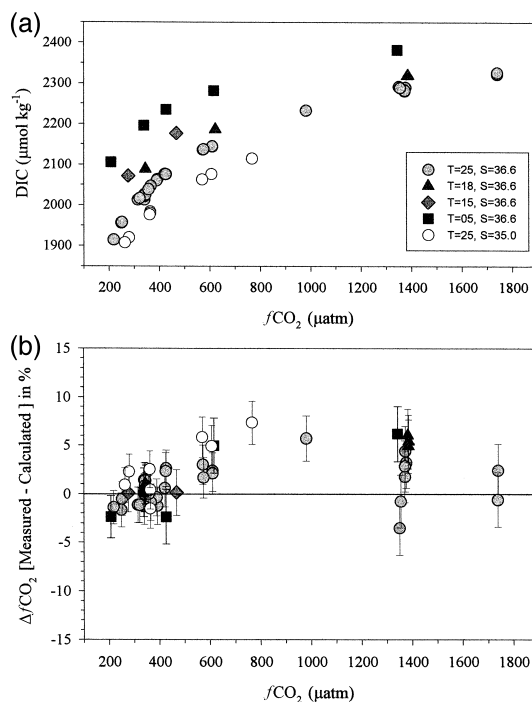 (a)
2400
2300
2200
2100
2000
1900
DIC (μmol kg⁻¹)
T=25, S=36.6
T=18, S=36.6
T=15, S=36.6
T=05, S=36.6
T=25, S=35.0
200 400 600 800 1000 1200 1400 1600 1800
fCO₂ (μatm)
(b)
15
10
5
0
-5
-10
-15
ΔfCO₂ [Measured - Calculated ] in %
200 400 600 800 1000 1200 1400 1600 1800
fCO₂ (μatm)